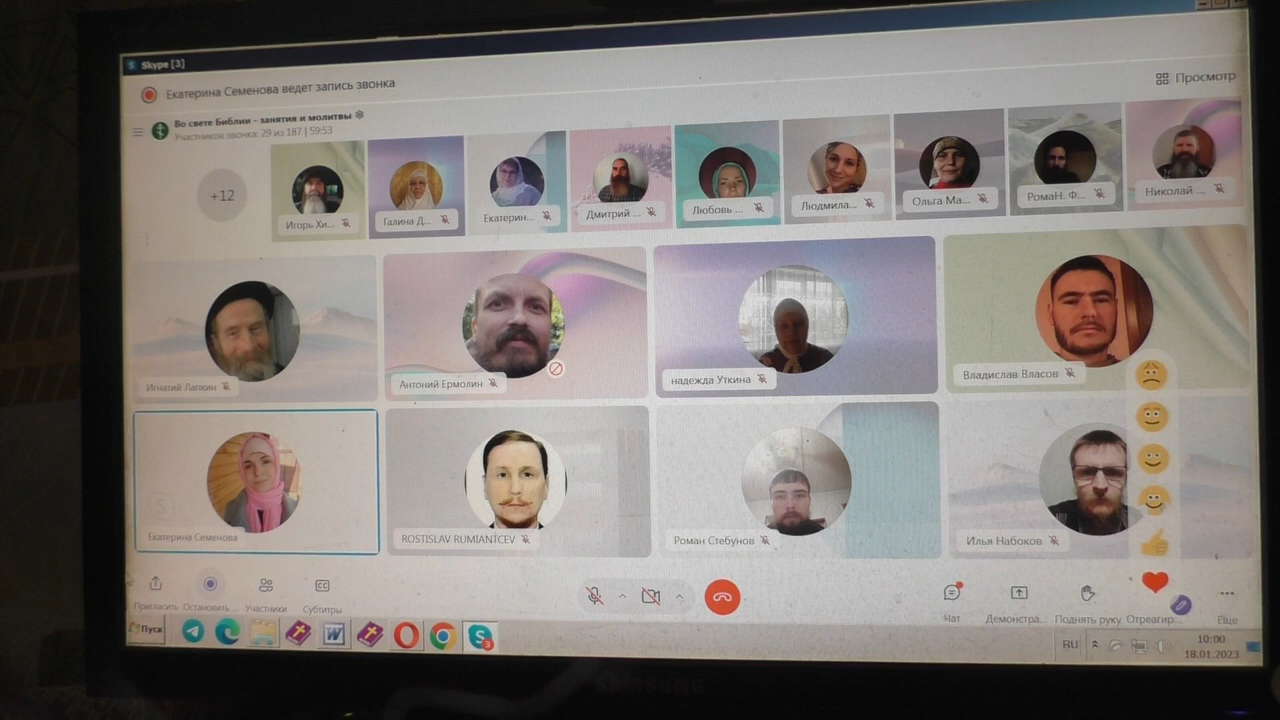 Skype [3]
Екатерина Семенова ведет запись звонка
Просмотр
Во свете Библии - занятия и молитвы
Участников звонка: 29 из 187 | 59:53
+12
Игорь Хи...
Галина Д...
Екатерин...
Дмитрий ...
Любовь ...
Людмила...
Ольга Ма...
РомаН. Ф...
Николай ...
Игнатий Лапкин
Антоний Ермолин
надежда Уткина
Владислав Власов
Екатерина Семенова
ROSTISLAV RUMIANTCEV
Роман Стебунов
Илья Набоков
Пригласить
Остановить ...
Участники
Субтитры
Чат
Демонстра...
Поднять руку
Отреагир...
Еще
Пуск
RU
10:00
18.01.2023
SAMSUNG